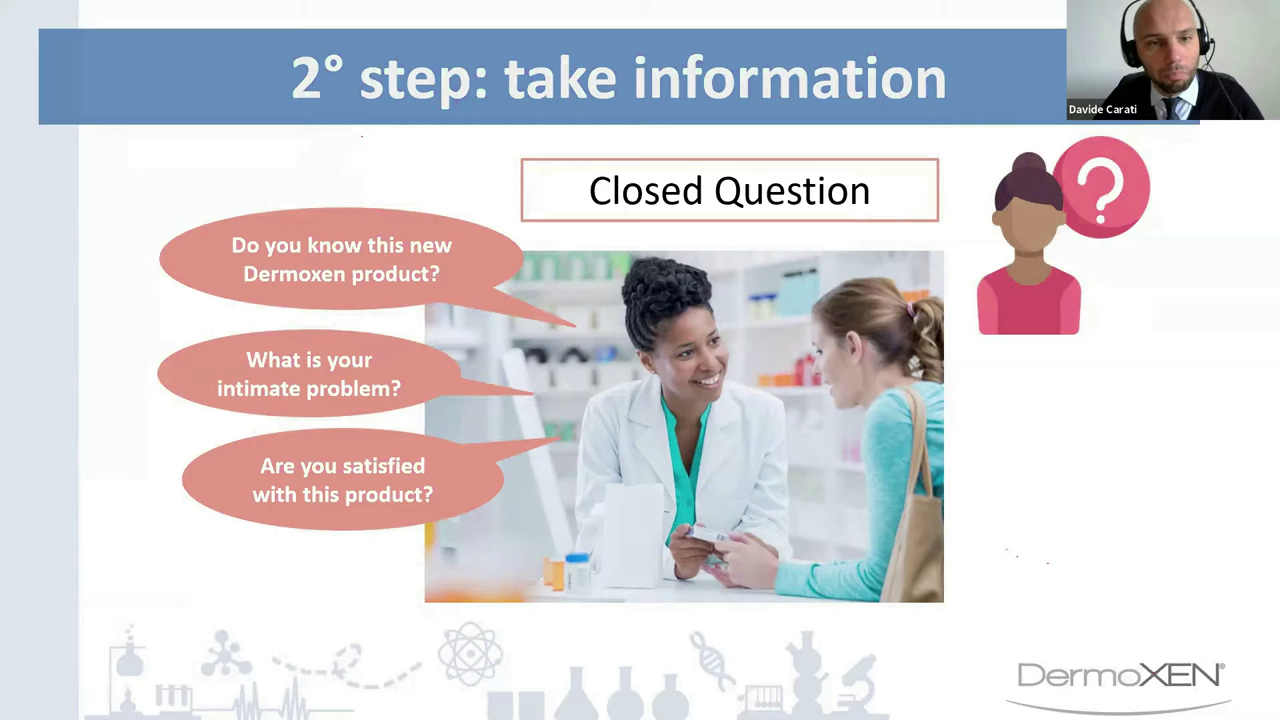 2° step: take information
Davide Carati
Closed Question
Do you know this new
Dermoxen product?
What is your
intimate problem?
Are you satisfied
with this product?
DermoXEN®